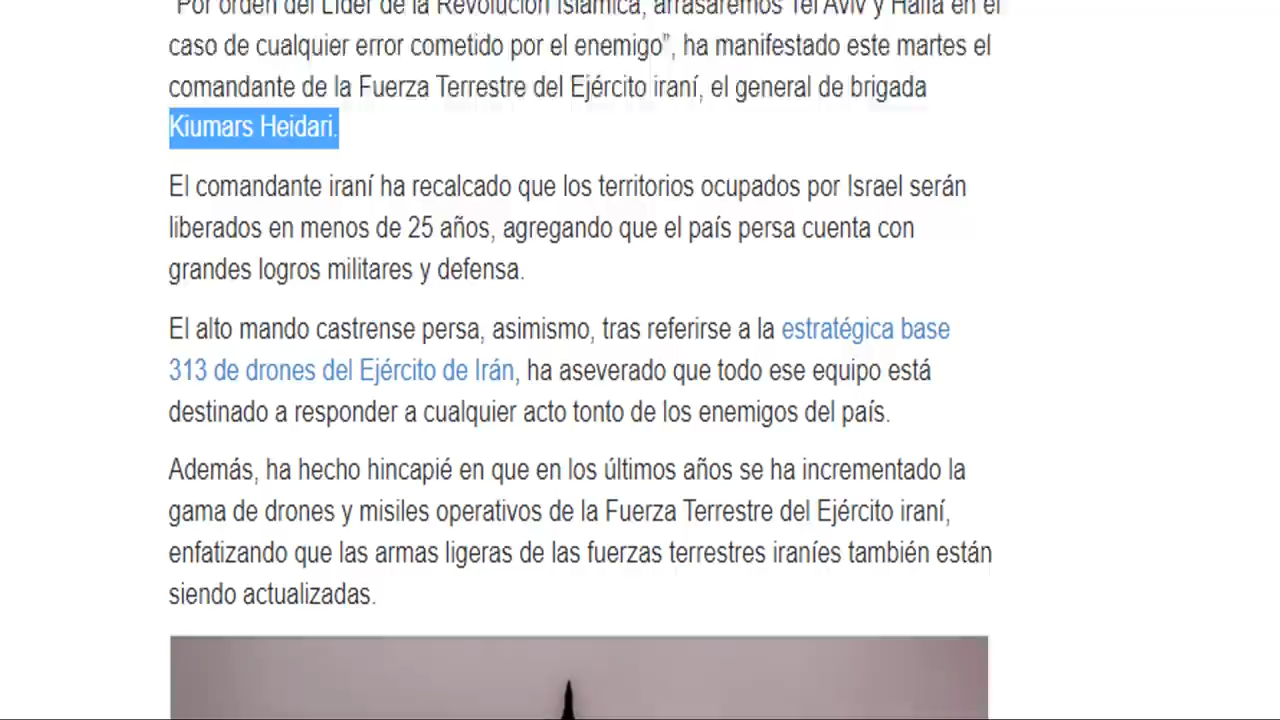 “Por orden del Líder de la Revolución Islámica, arrasaremos Tel Aviv y Haifa en el
caso de cualquier error cometido por el enemigo”, ha manifestado este martes el
comandante de la Fuerza Terrestre del Ejército iraní, el general de brigada
Kiumars Heidari.
El comandante iraní ha recalcado que los territorios ocupados por Israel serán
liberados en menos de 25 años, agregando que el país persa cuenta con
grandes logros militares y defensa.
El alto mando castrense persa, asimismo, tras referirse a la estratégica base
313 de drones del Ejército de Irán, ha aseverado que todo ese equipo está
destinado a responder a cualquier acto tonto de los enemigos del país.
Además, ha hecho hincapié en que en los últimos años se ha incrementado la
gama de drones y misiles operativos de la Fuerza Terrestre del Ejército iraní,
enfatizando que las armas ligeras de las fuerzas terrestres iraníes también están
siendo actualizadas.